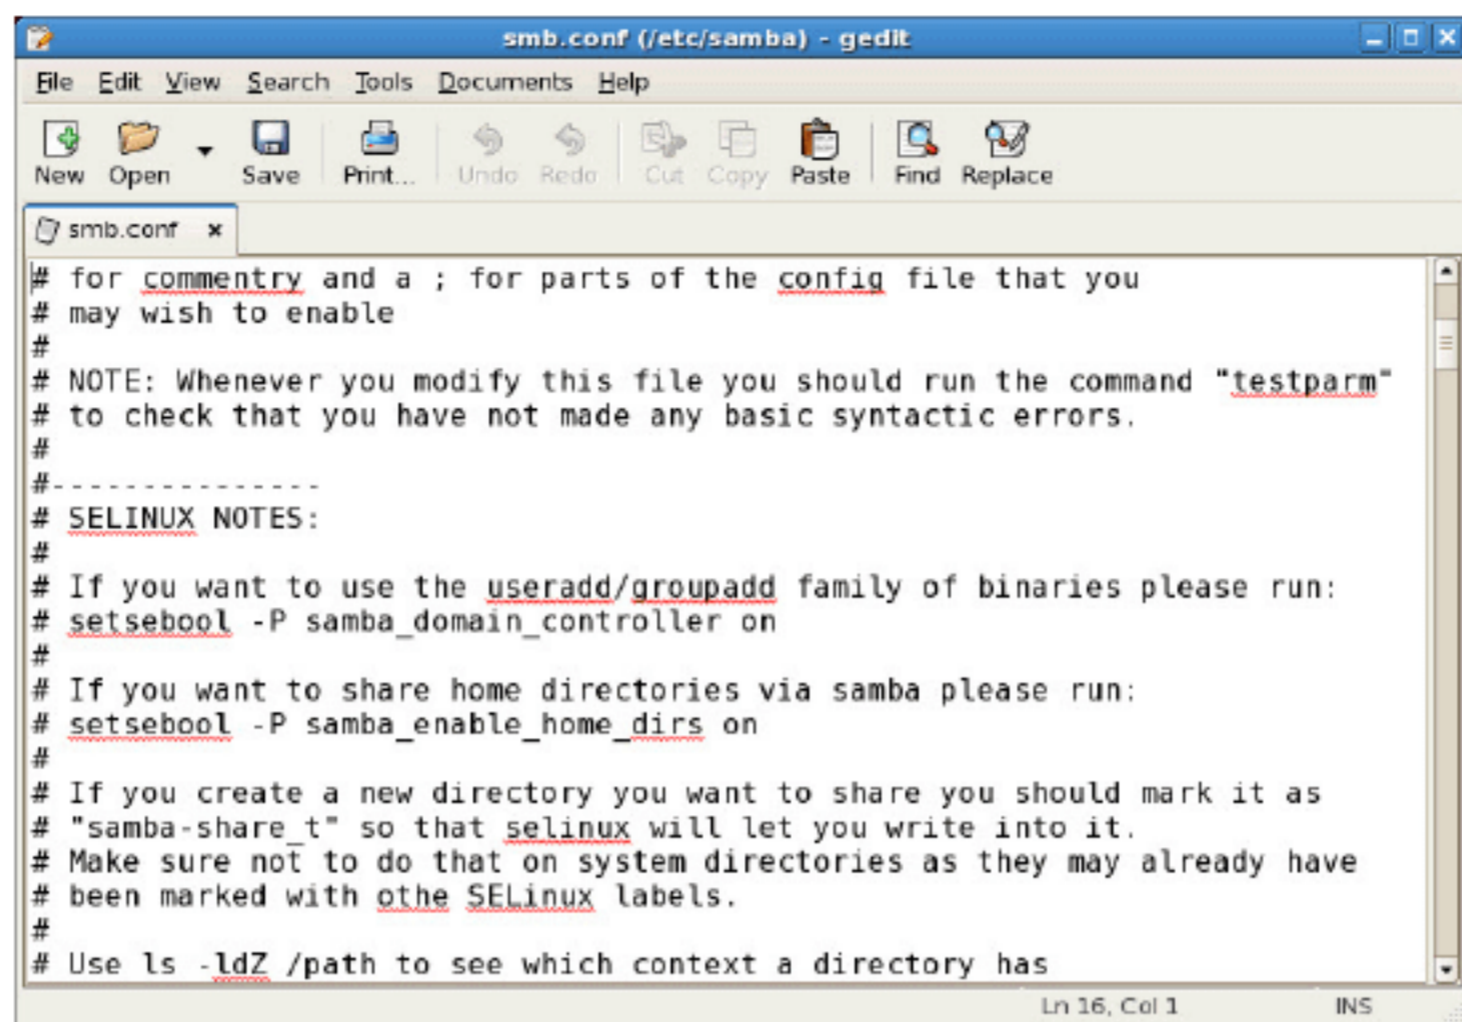 smb.conf (/etc/samba) - gedit
File Edit View Search Tools Documents Help
New Open Save Print... Undo Redo Cut Copy Paste Find Replace
smb.conf
# for commentry and a ; for parts of the config file that you
# may wish to enable
#
# NOTE: Whenever you modify this file you should run the command "testparm"
# to check that you have not made any basic syntactic errors.
#
#---------------
# SELINUX NOTES:
#
# If you want to use the useradd/groupadd family of binaries please run:
# setsebool -P samba_domain_controller on
#
# If you want to share home directories via samba please run:
# setsebool -P samba_enable_home_dirs on
#
# If you create a new directory you want to share you should mark it as
# "samba-share_t" so that selinux will let you write into it.
# Make sure not to do that on system directories as they may already have
# been marked with othe SELinux labels.
#
# Use ls -ldZ /path to see which context a directory has
Ln 16, Col 1 INS